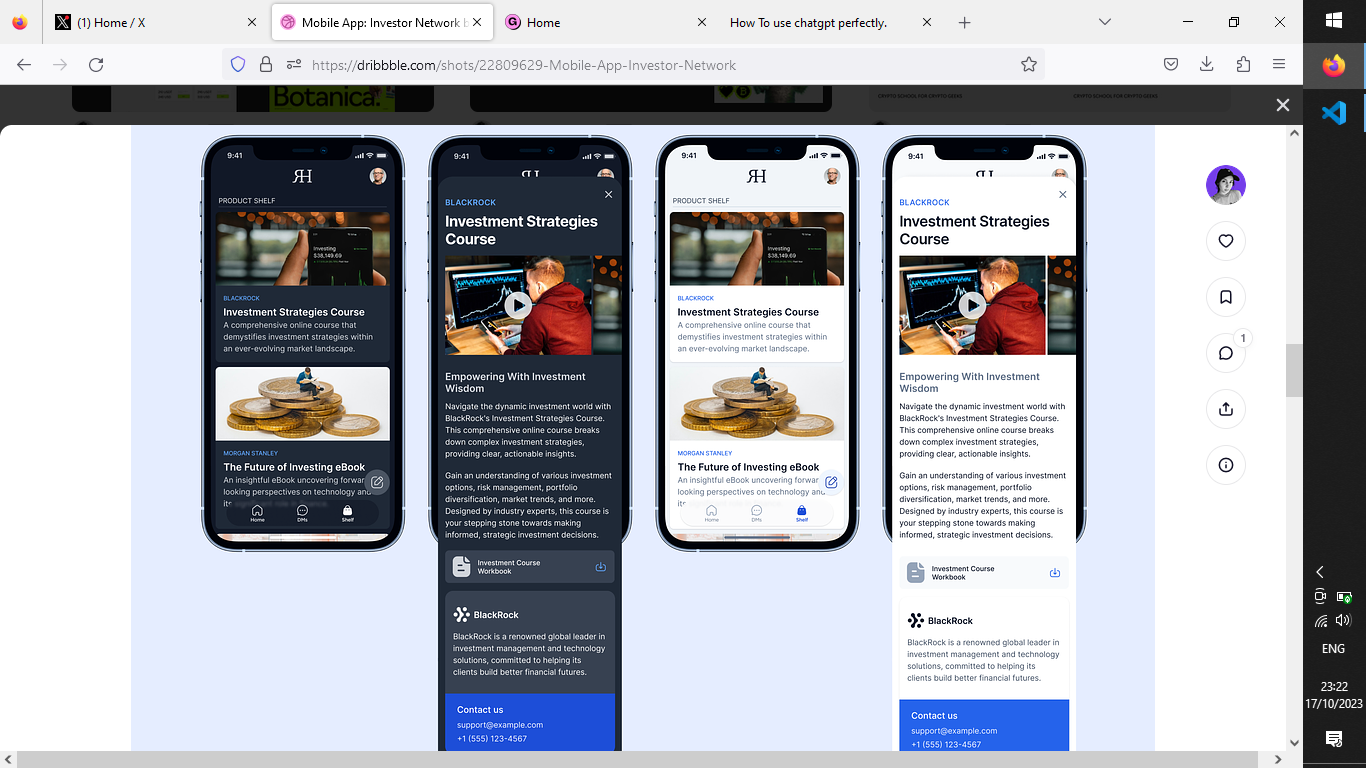 (1) Home / X
Mobile App: Investor Network b
Home
How To use chatgpt perfectly.
https://dribbble.com/shots/22809629-Mobile-App-Investor-Network
Botanica.
CRYPTO SCHOOL FOR CRYPTO GEEKS
CRYPTO SCHOOL FOR CRYPTO GEEKS
9:41
PRODUCT SHELF
Investing
$38,149.69
BLACKROCK
Investment Strategies Course
A comprehensive online course that
demystifies investment strategies within
an ever-evolving market landscape.
MORGAN STANLEY
The Future of Investing eBook
An insightful eBook uncovering forward
looking perspectives on technology and
its
Home
DMs
Shelf
9:41
BLACKROCK
Investment Strategies
Course
Empowering With Investment
Wisdom
Navigate the dynamic investment world with
BlackRock's Investment Strategies Course.
This comprehensive online course breaks
down complex investment strategies,
providing clear, actionable insights.
Gain an understanding of various investment
options, risk management, portfolio
diversification, market trends, and more.
Designed by industry experts, this course is
your stepping stone towards making
informed, strategic investment decisions.
Investment Course
Workbook
BlackRock
BlackRock is a renowned global leader in
investment management and technology
solutions, committed to helping its
clients build better financial futures.
Contact us
support@example.com
+1 (555) 123-4567
9:41
PRODUCT SHELF
Investing
$38,149.69
BLACKROCK
Investment Strategies Course
A comprehensive online course that
demystifies investment strategies within
an ever-evolving market landscape.
MORGAN STANLEY
The Future of Investing eBook
An insightful eBook uncovering forward
looking perspectives on technology and
its
Home
DMs
Shelf
9:41
BLACKROCK
Investment Strategies
Course
Empowering With Investment
Wisdom
Navigate the dynamic investment world with
BlackRock's Investment Strategies Course.
This comprehensive online course breaks
down complex investment strategies,
providing clear, actionable insights.
Gain an understanding of various investment
options, risk management, portfolio
diversification, market trends, and more.
Designed by industry experts, this course is
your stepping stone towards making
informed, strategic investment decisions.
Investment Course
Workbook
BlackRock
BlackRock is a renowned global leader in
investment management and technology
solutions, committed to helping its
clients build better financial futures.
Contact us
support@example.com
+1 (555) 123-4567
1
ENG
23:22
17/10/2023